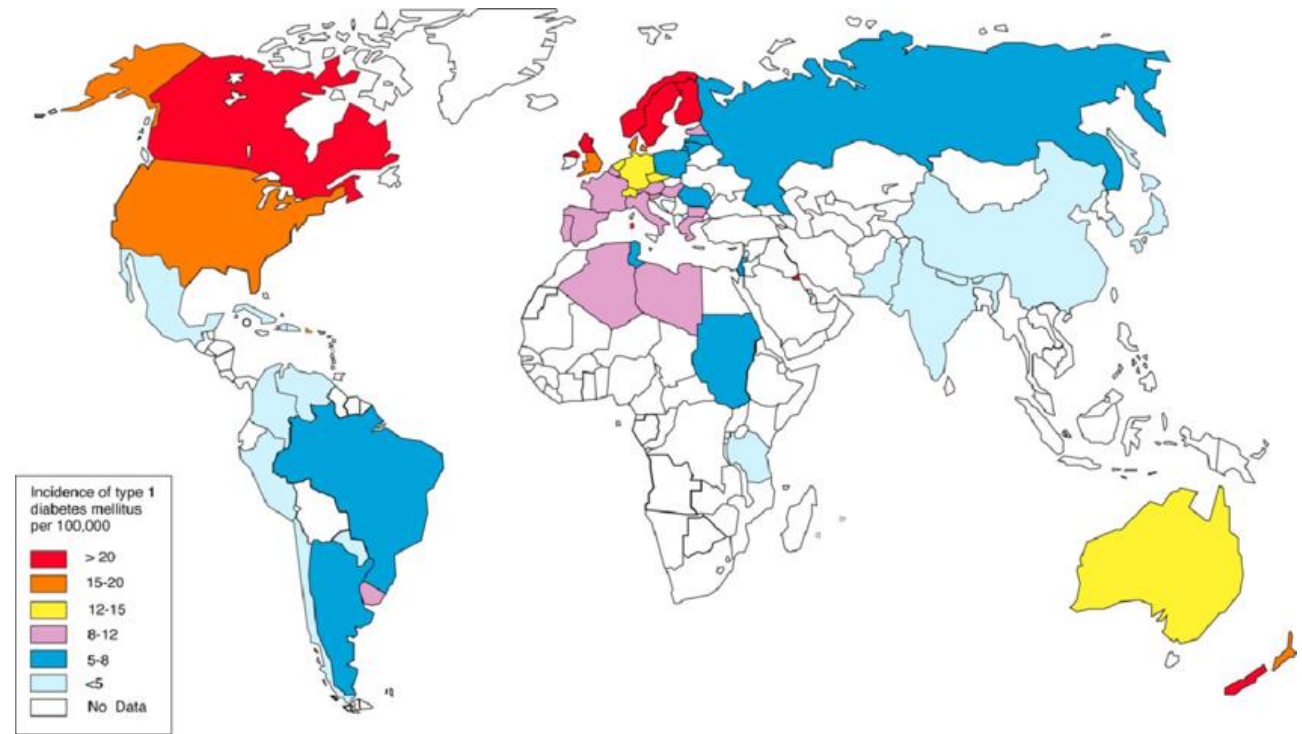 Incidence of type 1
diabetes mellitus
per 100,000
> 20
15-20
12-15
8-12
5-8
<5
No Data